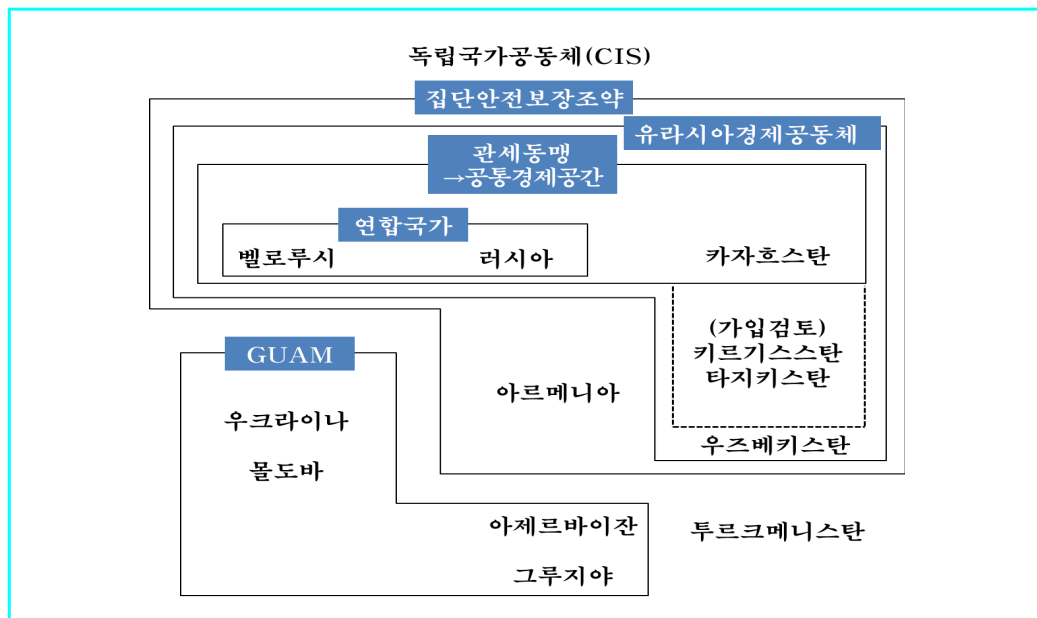 독립국가공동체(CIS)
집단안전보장조약
유라시아경제공동체
관세동맹
→공통경제공간
연합국가
벨로루시 러시아 카자흐스탄
(가입검토)
키르기스스탄
타지키스탄
GUAM
아르메니아
우크라이나
우즈베키스탄
몰도바
아제르바이잔 투르크메니스탄
그루지야